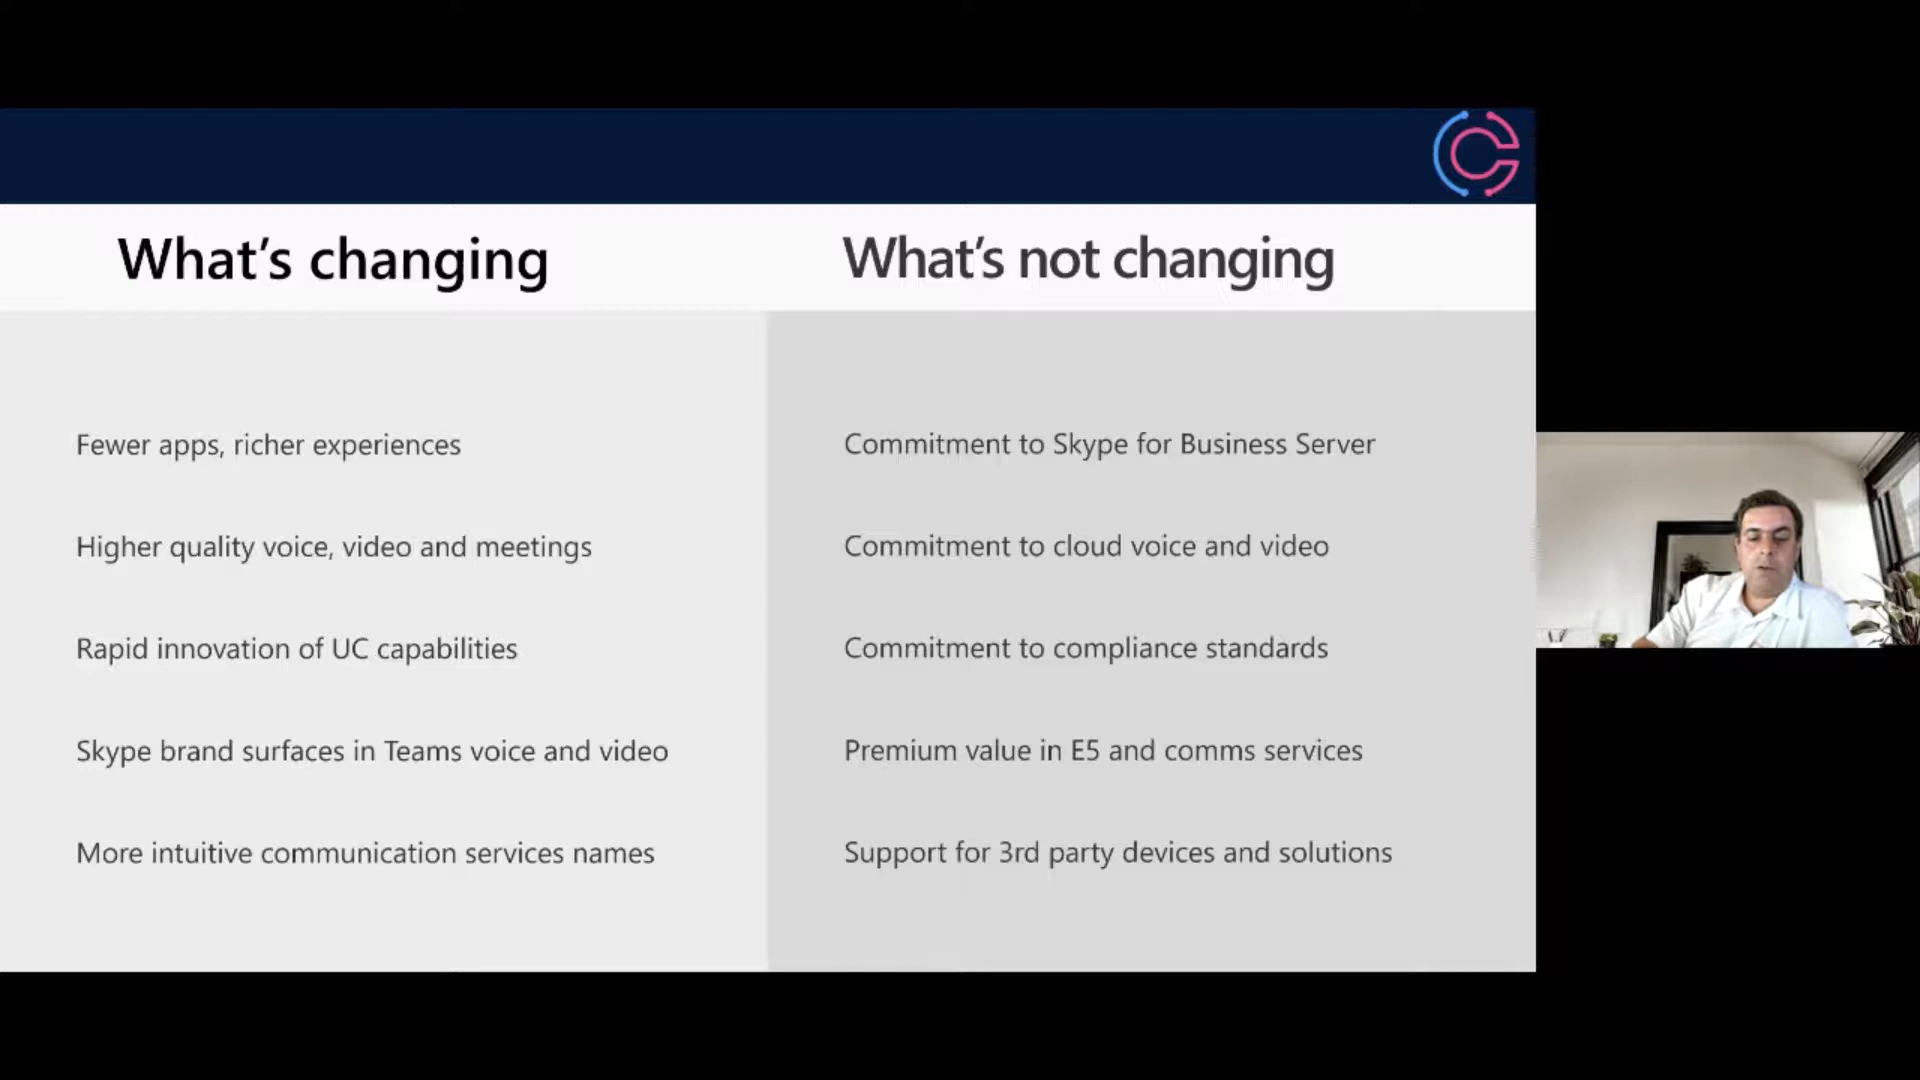 What's changing
What's not changing
Fewer apps, richer experiences
Commitment to Skype for Business Server
Higher quality voice, video and meetings
Commitment to cloud voice and video
Rapid innovation of UC capabilities
Commitment to compliance standards
Skype brand surfaces in Teams voice and video
Premium value in E5 and comms services
More intuitive communication services names
Support for 3rd party devices and solutions